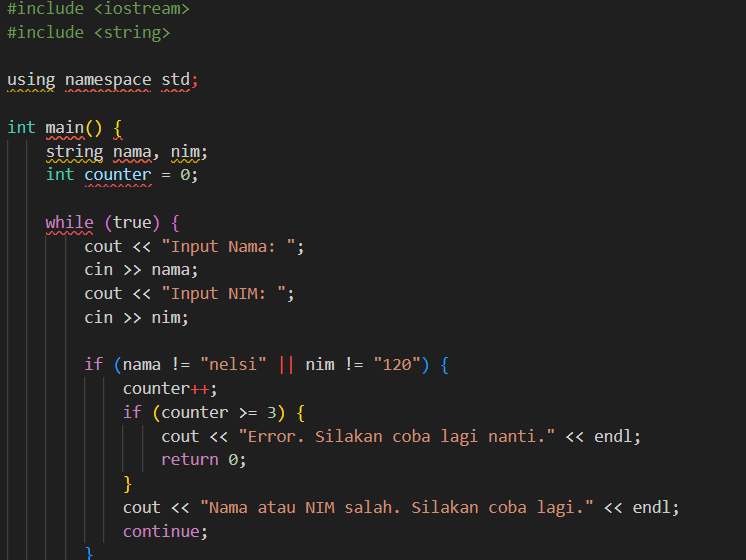 #include <iostream>
#include <string>
using namespace std;
int main() {
string nama, nim;
int counter = 0;
while (true) {
cout << "Input Nama: ";
cin >> nama;
cout << "Input NIM: ";
cin >> nim;
if (nama != "nelsi" || nim != "120") {
counter++;
if (counter >= 3) {
cout << "Error. Silakan coba lagi nanti." << endl;
return 0;
}
cout << "Nama atau NIM salah. Silakan coba lagi." << endl;
continue;
}